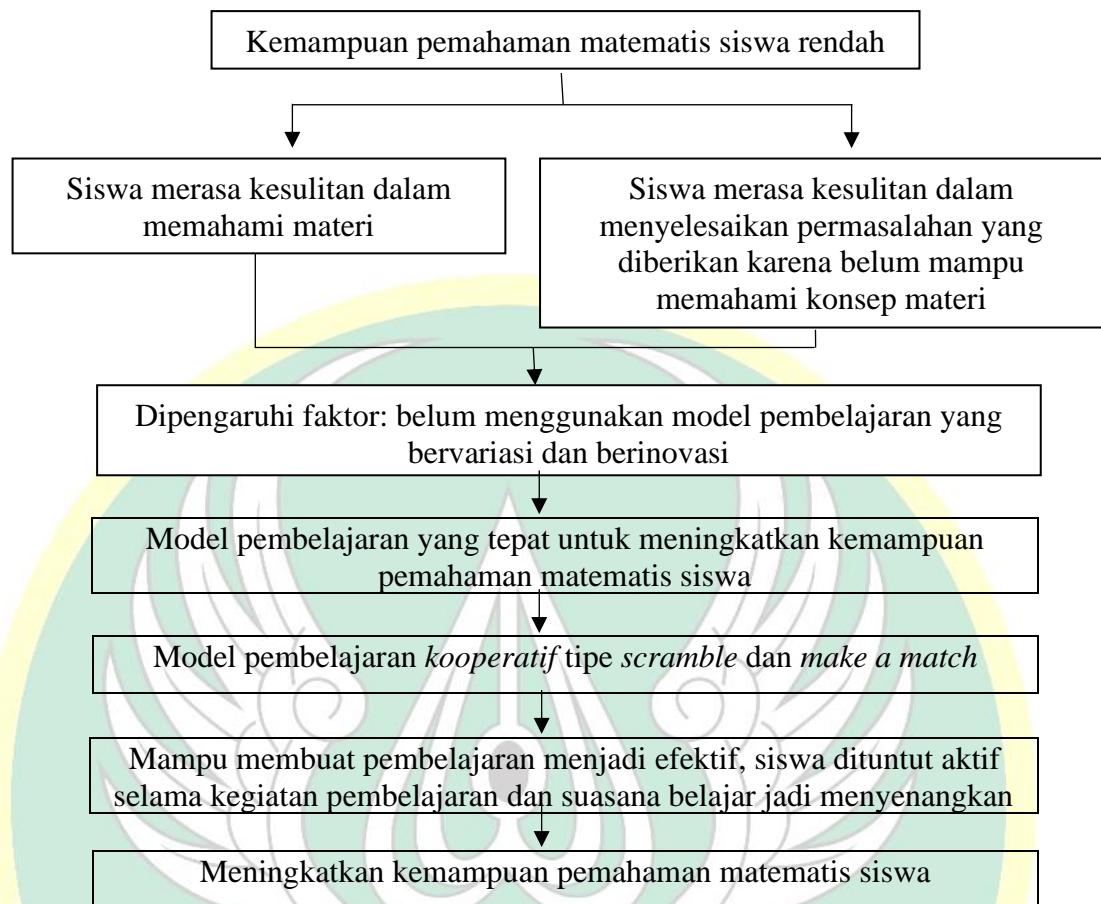 Kemampuan pemahaman matematis siswa rendah
Siswa merasa kesulitan dalam
memahami materi
Siswa merasa kesulitan dalam
menyelesaikan permasalahan yang
diberikan karena belum mampu
memahami konsep materi
Dipengaruhi faktor: belum menggunakan model pembelajaran yang
bervariasi dan berinovasi
Model pembelajaran yang tepat untuk meningkatkan kemampuan
pemahaman matematis siswa
Model pembelajaran kooperatif tipe scramble dan make a match
Mampu membuat pembelajaran menjadi efektif, siswa dituntut aktif
selama kegiatan pembelajaran dan suasana belajar jadi menyenangkan
Meningkatkan kemampuan pemahaman matematis siswa